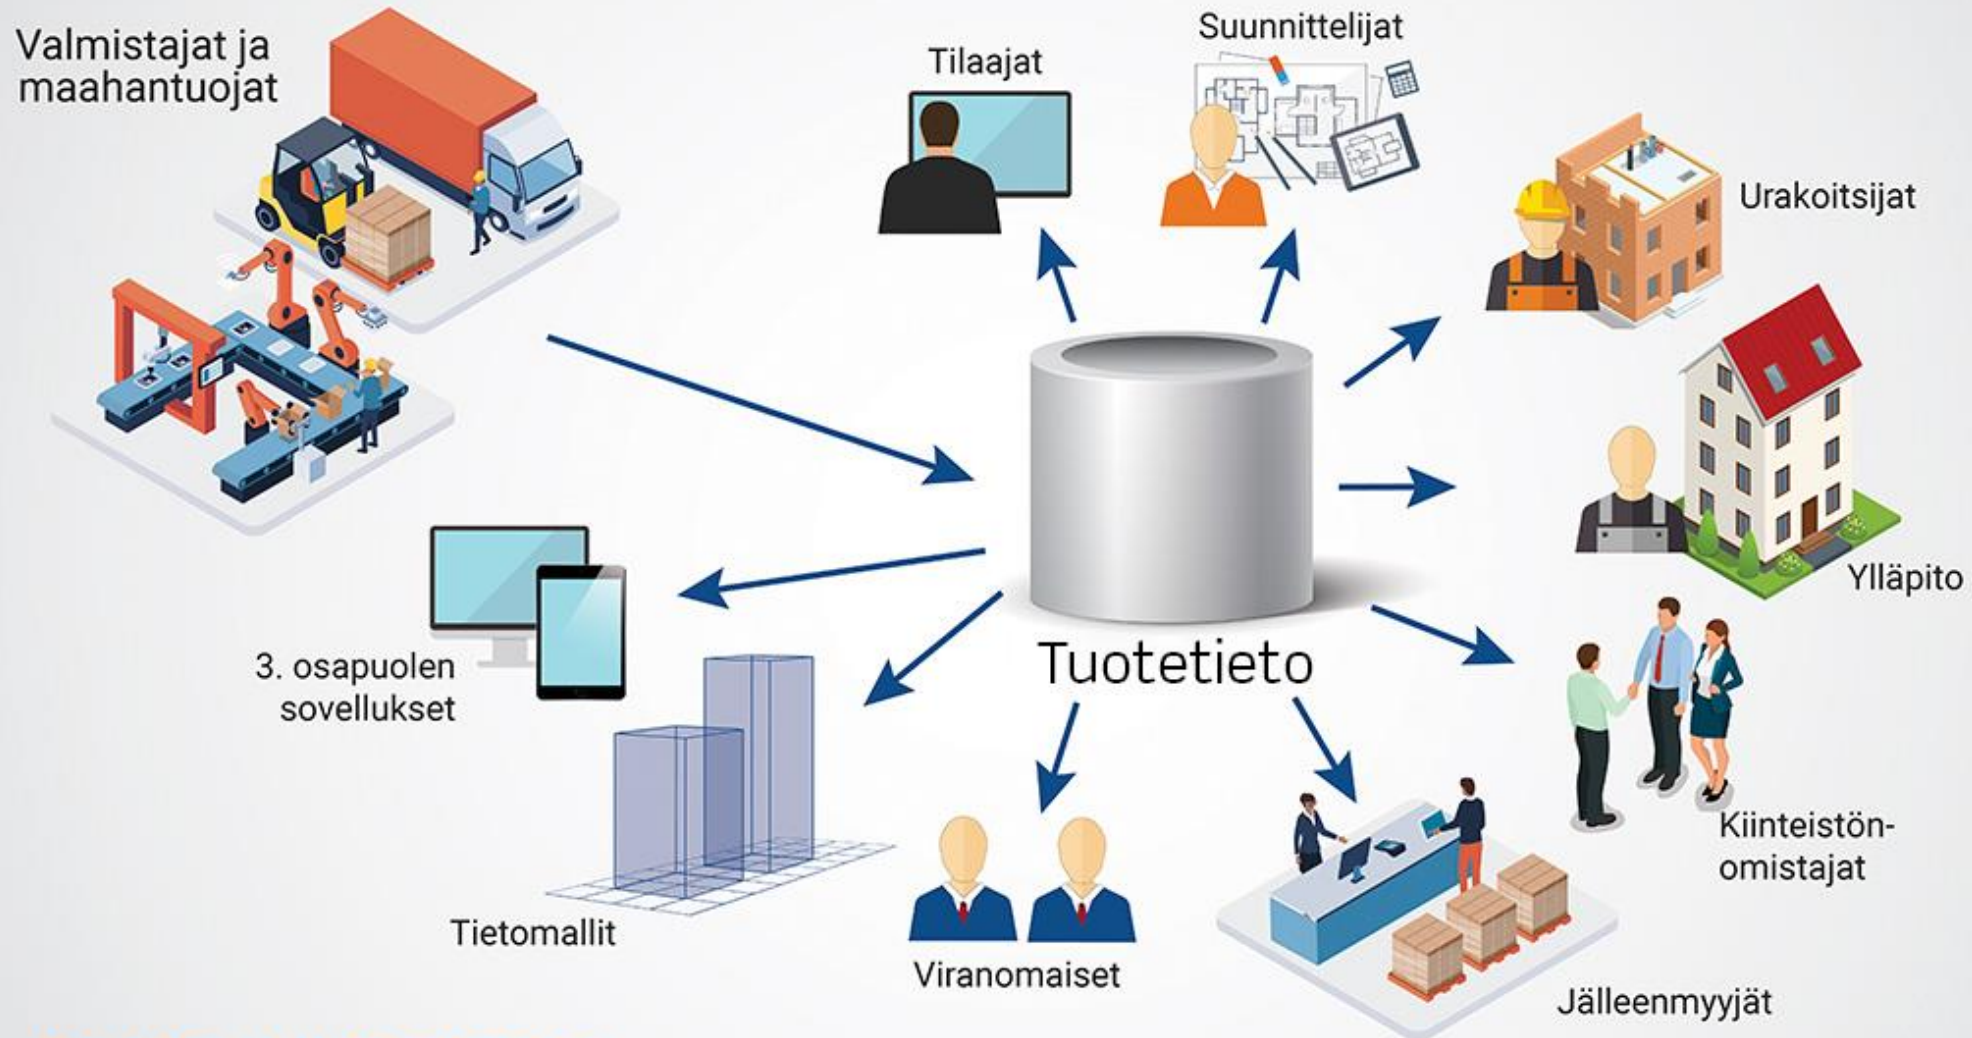 Valmistajat ja
maahantuojat
Tilaajat
Suunnittelijat
Urakoitsijat
Ylläpito
Kiinteistön-
omistajat
Jälleenmyyjät
Viranomaiset
Tietomallit
3. osapuolen
sovellukset
Tuotetieto